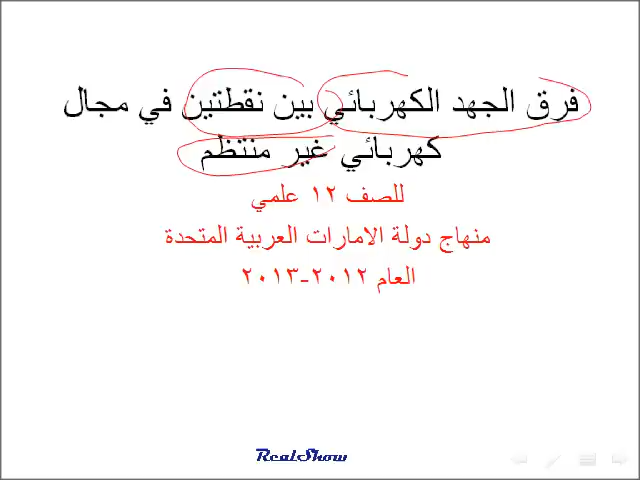 فرق الجهد الكهربائي بين نقطتين في مجال
كهربائي غير منتظم
للصف ١٢ علمي
منهاج دولة الامارات العربية المتحدة
العام ٢٠١٢-٢٠١٣
RealShow